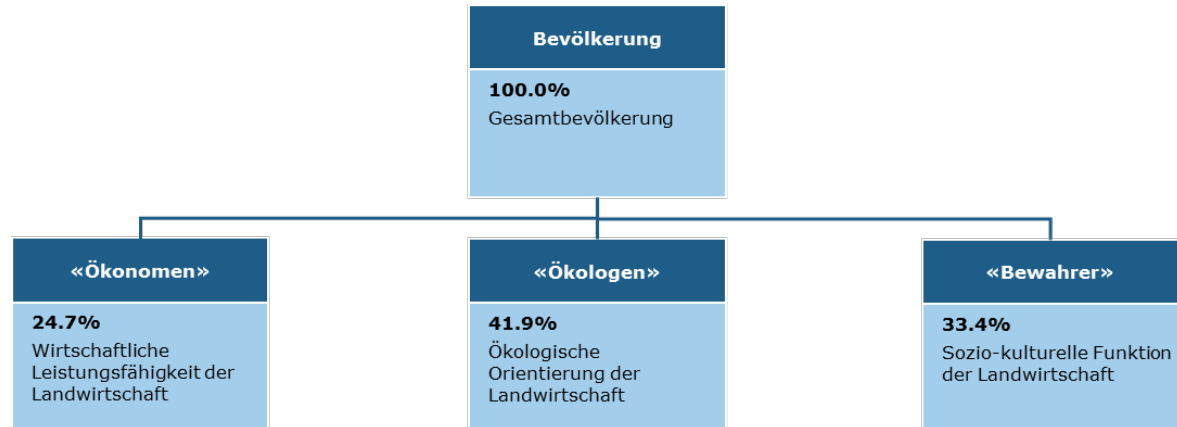 Bevölkerung
100.0%
Gesamtbevölkerung
«Ökonomen»
24.7%
Wirtschaftliche
Leistungsfähigkeit der
Landwirtschaft
«Ökologen»
41.9%
Ökologische
Orientierung der
Landwirtschaft
«Bewahrer»
33.4%
Sozio-kulturelle Funktion
der Landwirtschaft